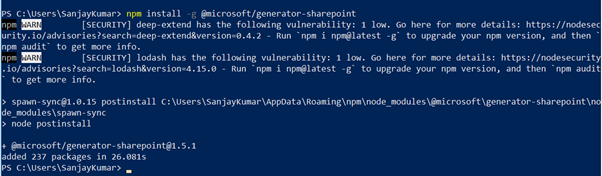 PS C:\Users\SanjayKumar> npm install -g @microsoft/generator-sharepoint
npm WARN [SECURITY] deep-extend has the following vulnerability: 1 low. Go here for more details: https://nodesec
urity.io/advisories?search=deep-extend&version=0.4.2 - Run `npm i npm@latest -g` to upgrade your npm version, and then `
npm audit` to get more info.
npm WARN [SECURITY] lodash has the following vulnerability: 1 low. Go here for more details: https://nodesecurity
.io/advisories?search=lodash&version=4.15.0 - Run `npm i npm@latest -g` to upgrade your npm version, and then `npm audit
` to get more info.
> spawn-sync@1.0.15 postinstall C:\Users\SanjayKumar\AppData\Roaming\npm\node_modules\@microsoft\generator-sharepoint\no
de_modules\spawn-sync
> node postinstall
+ @microsoft/generator-sharepoint@1.5.1
added 237 packages in 26.081s
PS C:\Users\SanjayKumar>